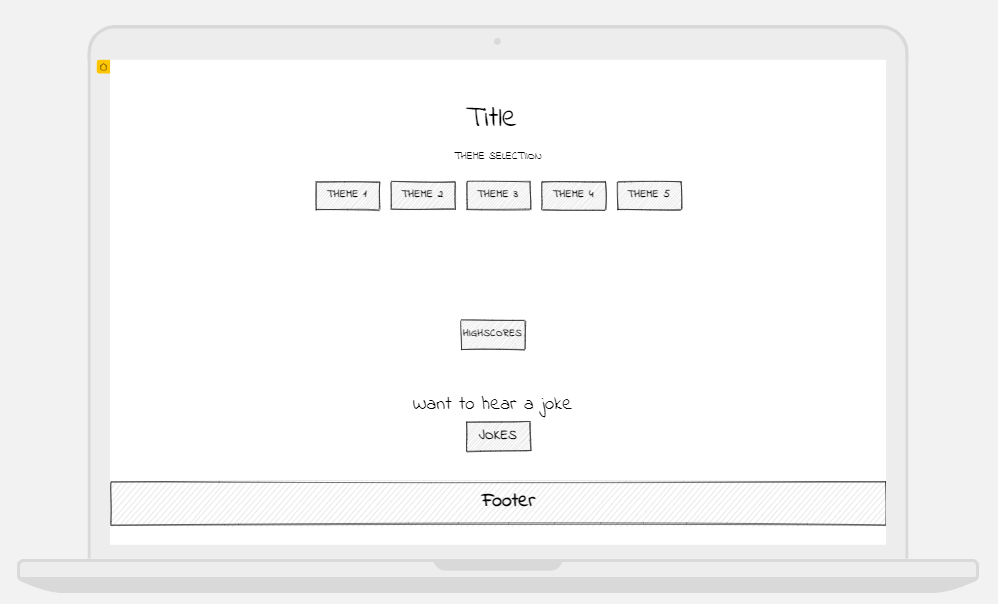 Title
THEME SELECTION
THEME 1 THEME 2 THEME 3 THEME 4 THEME 5
HIGHSCORES
want to hear a joke
JOKES
Footer